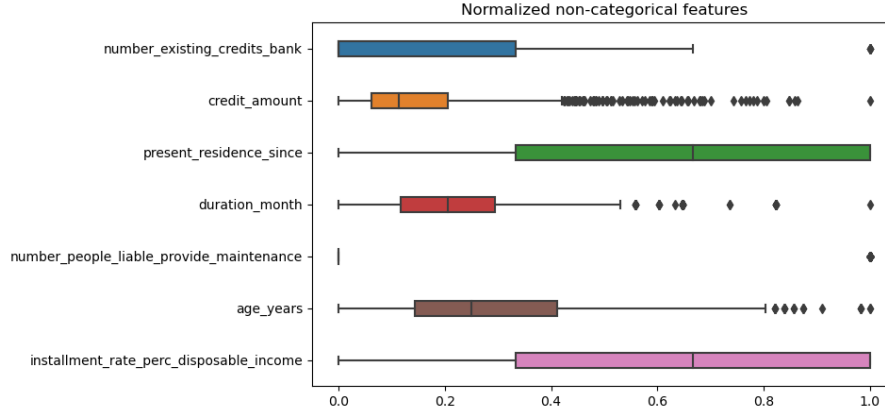 Normalized non-categorical features
number_existing_credits_bank
credit_amount
present_residence_since
duration_month
number_people_liable_provide_maintenance
age_years
installment_rate_perc_disposable_income
0.0 0.2 0.4 0.6 0.8 1.0